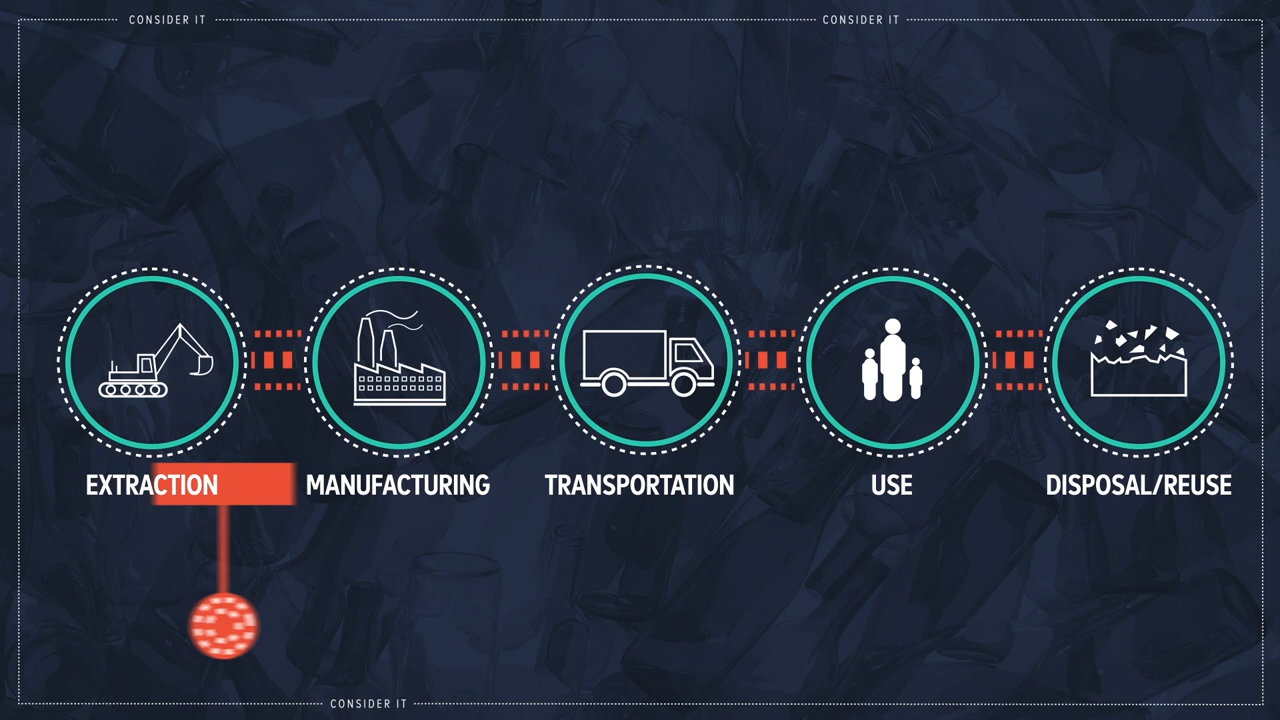 CONSIDER IT
CONSIDER IT
EXTRACTION
MANUFACTURING
TRANSPORTATION
USE
DISPOSAL/REUSE
CONSIDER IT